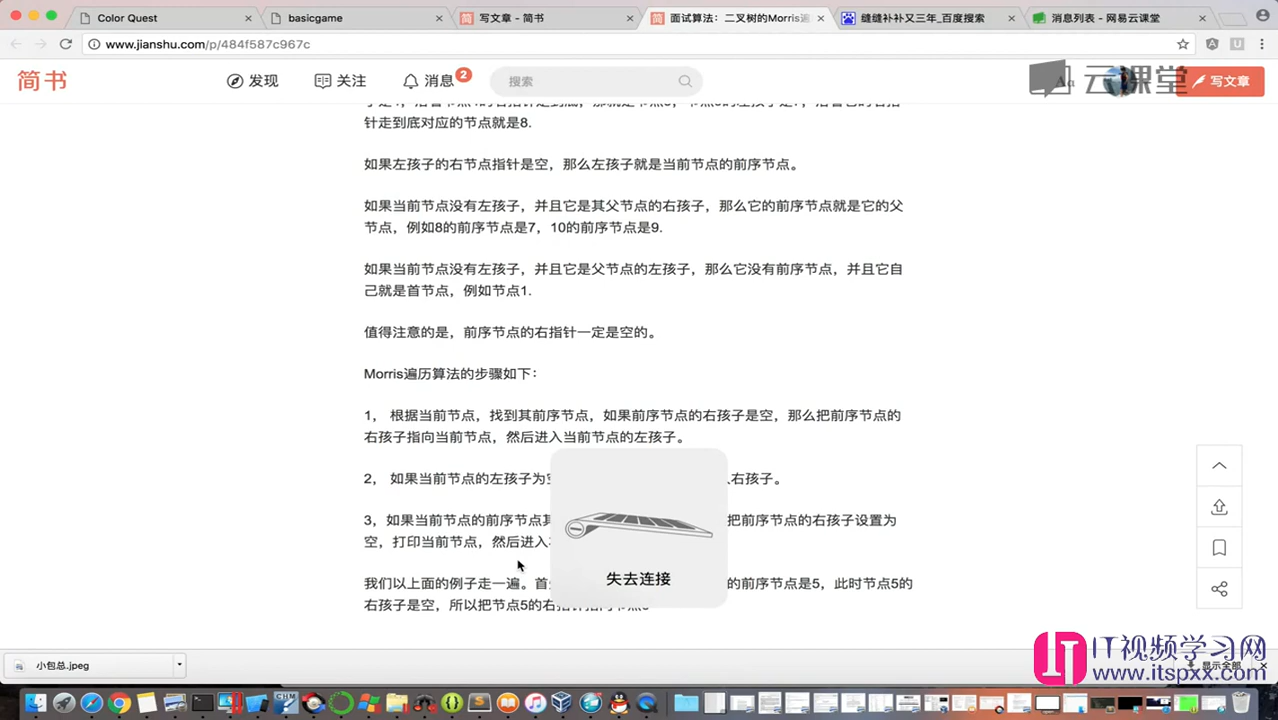 Color Quest
basicgame
写文章 - 简书
面试算法：二叉树的Morris遍
缝缝补补又三年_百度搜索
消息列表 - 网易云课堂
www.jianshu.com/p/484f587c967c
简书
发现
关注
消息
2
搜索
云课堂
写文章
针走到底对应的节点就是8.
如果左孩子的右节点指针是空，那么左孩子就是当前节点的前序节点。
如果当前节点没有左孩子，并且它是其父节点的右孩子，那么它的前序节点就是它的父
节点，例如8的前序节点是7，10的前序节点是9.
如果当前节点没有左孩子，并且它是父节点的左孩子，那么它没有前序节点，并且它自
己就是首节点，例如节点1.
值得注意的是，前序节点的右指针一定是空的。
Morris遍历算法的步骤如下：
1， 根据当前节点，找到其前序节点，如果前序节点的右孩子是空，那么把前序节点的
右孩子指向当前节点，然后进入当前节点的左孩子。
2， 如果当前节点的左孩子为 右孩子。
3，如果当前节点的前序节点 把前序节点的右孩子设置为
空，打印当前节点，然后进入
我们以上面的例子走一遍。首 的前序节点是5，此时节点5的
右孩子是空，所以把节点5的右
失去连接
小包总.jpeg
显示全部
IT视频学习网
www.itspxx.com